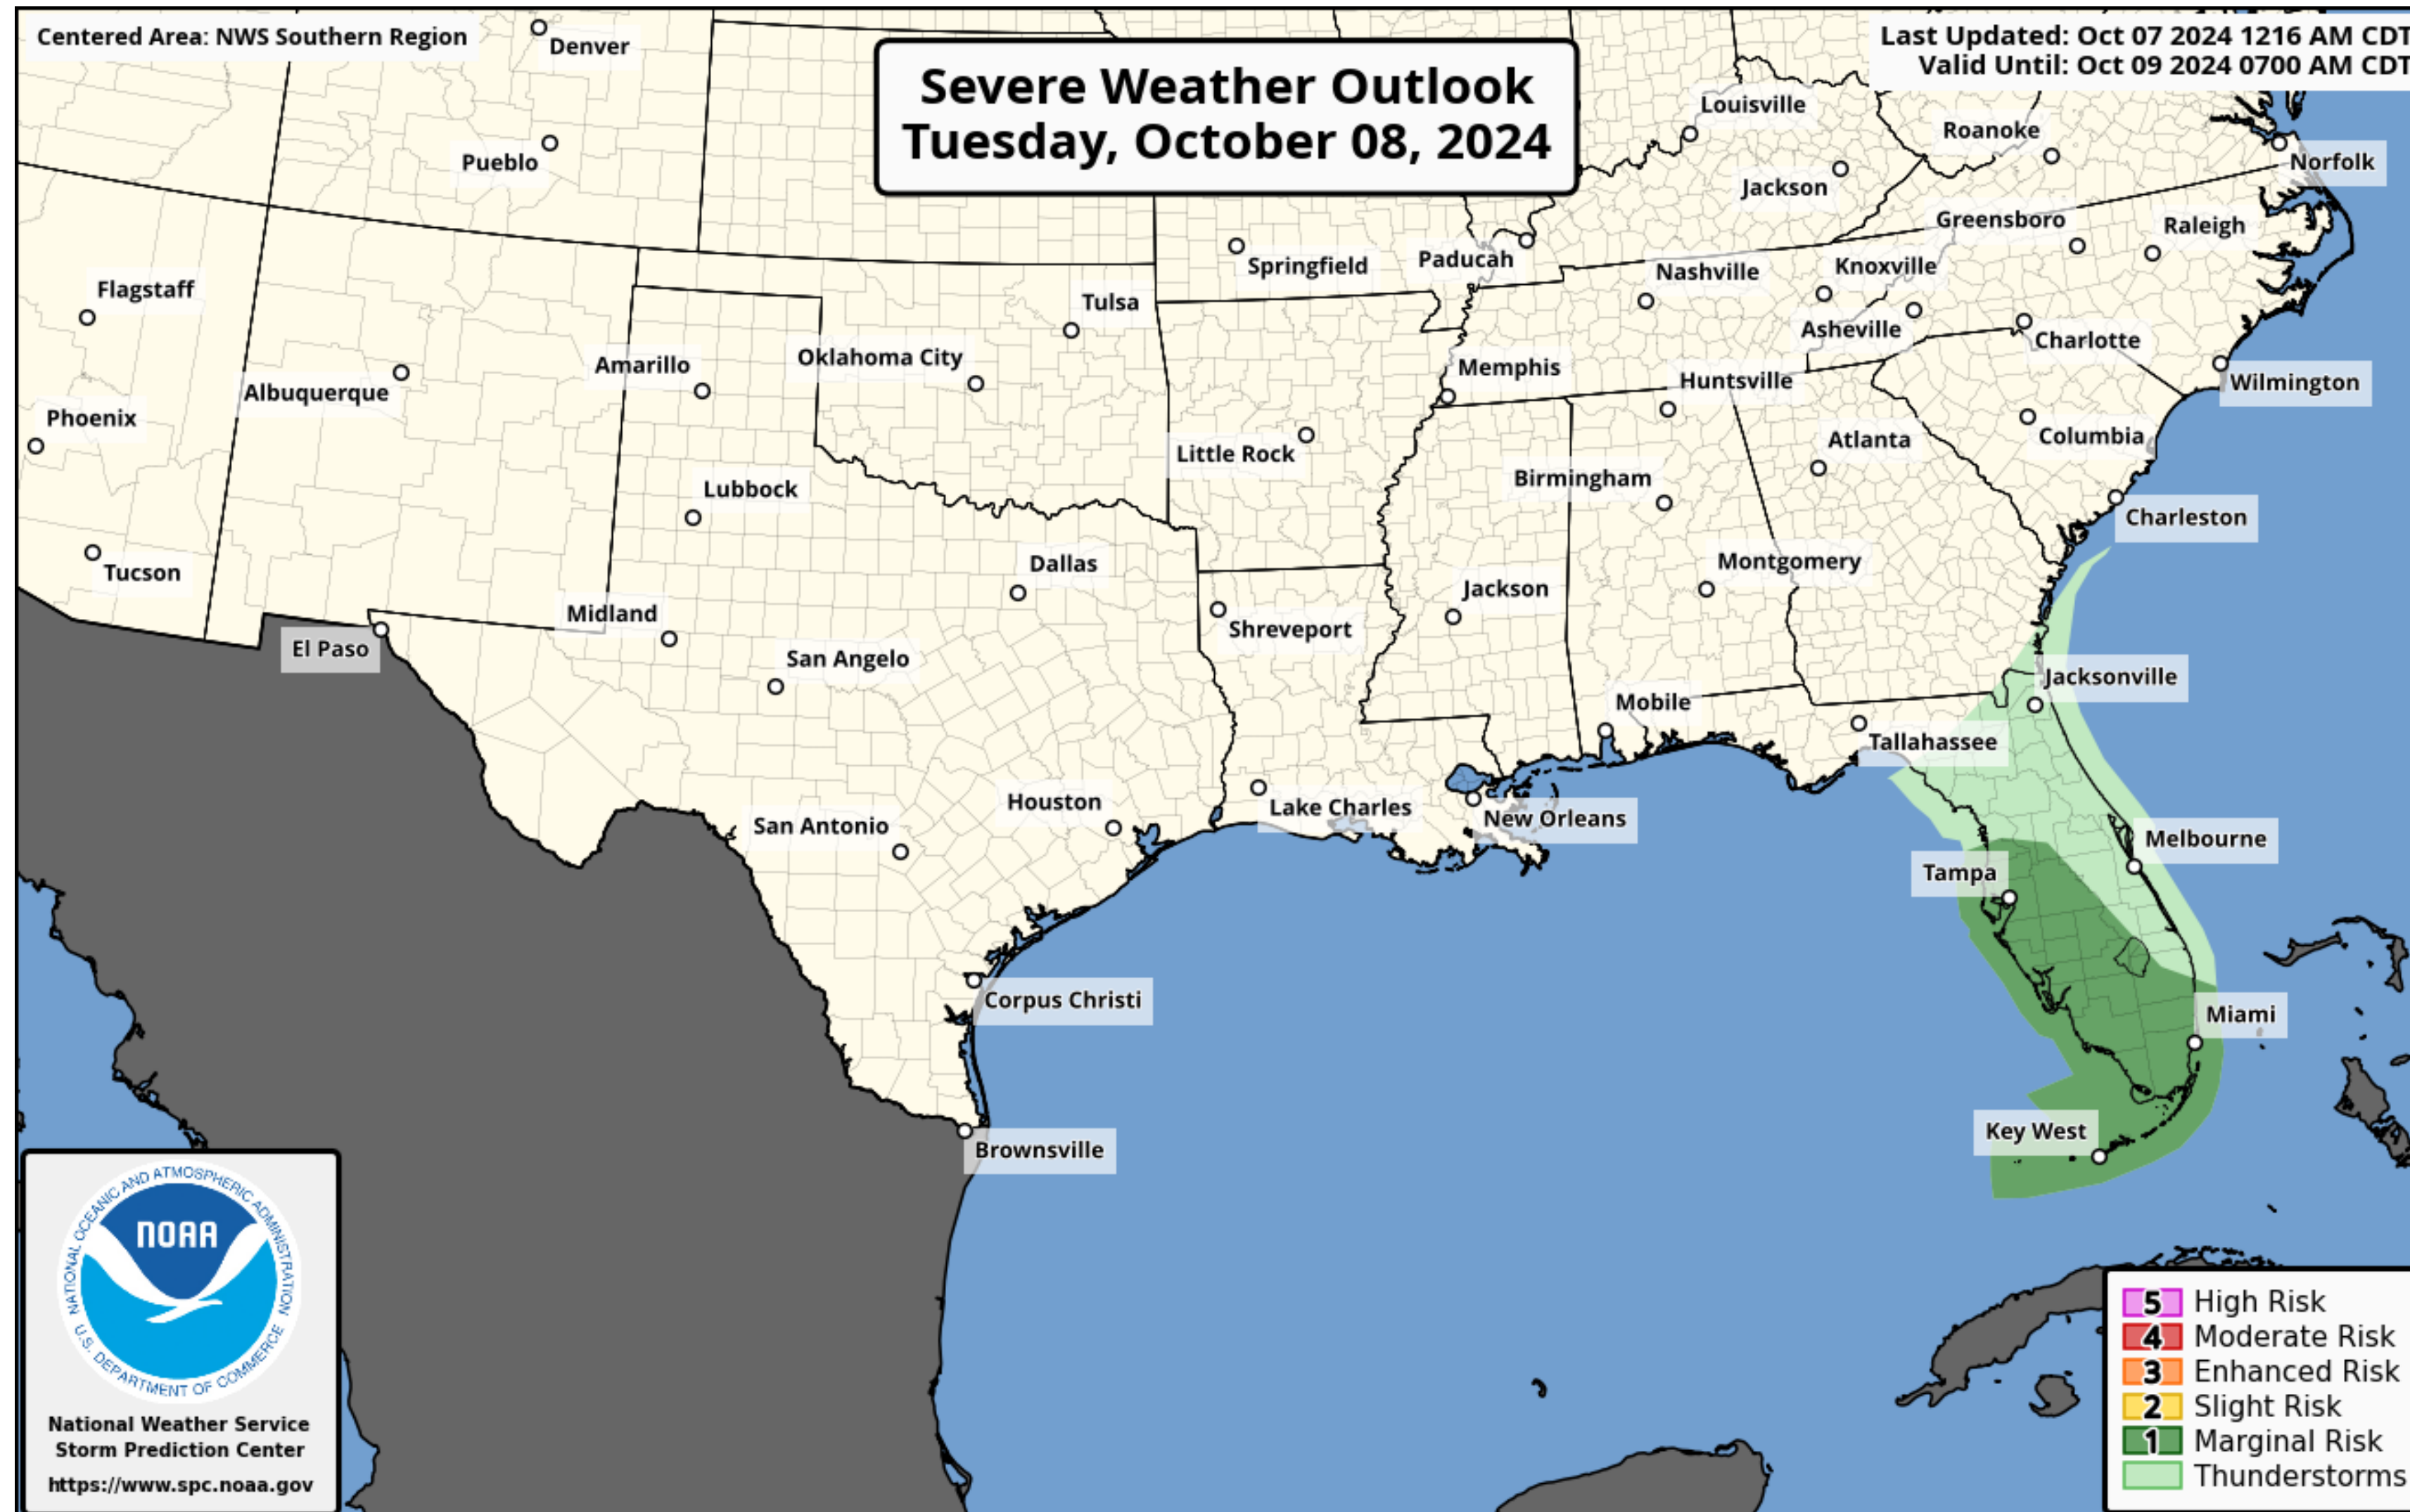 Centered Area: NWS Southern Region
Last Updated: Oct 07 2024 1216 AM CDT
Valid Until: Oct 09 2024 0700 AM CDT
Severe Weather Outlook
Tuesday, October 08, 2024
Denver
Pueblo
Louisville
Roanoke
Norfolk
Jackson
Greensboro
Raleigh
Springfield
Paducah
Nashville
Knoxville
Flagstaff
Tulsa
Asheville
Charlotte
Amarillo
Oklahoma City
Memphis
Huntsville
Wilmington
Albuquerque
Phoenix
Little Rock
Atlanta
Columbia
Lubbock
Birmingham
Charleston
Tucson
Dallas
Montgomery
Midland
Jackson
El Paso
San Angelo
Shreveport
Jacksonville
Mobile
Tallahassee
Houston
Lake Charles
New Orleans
San Antonio
Melbourne
Tampa
Corpus Christi
Miami
Key West
Brownsville
NATIONAL OCEANIC AND ATMOSPHERIC ADMINISTRATION
NOAA
U.S. DEPARTMENT OF COMMERCE
National Weather Service
Storm Prediction Center
https://www.spc.noaa.gov
5 High Risk
4 Moderate Risk
3 Enhanced Risk
2 Slight Risk
1 Marginal Risk
Thunderstorms